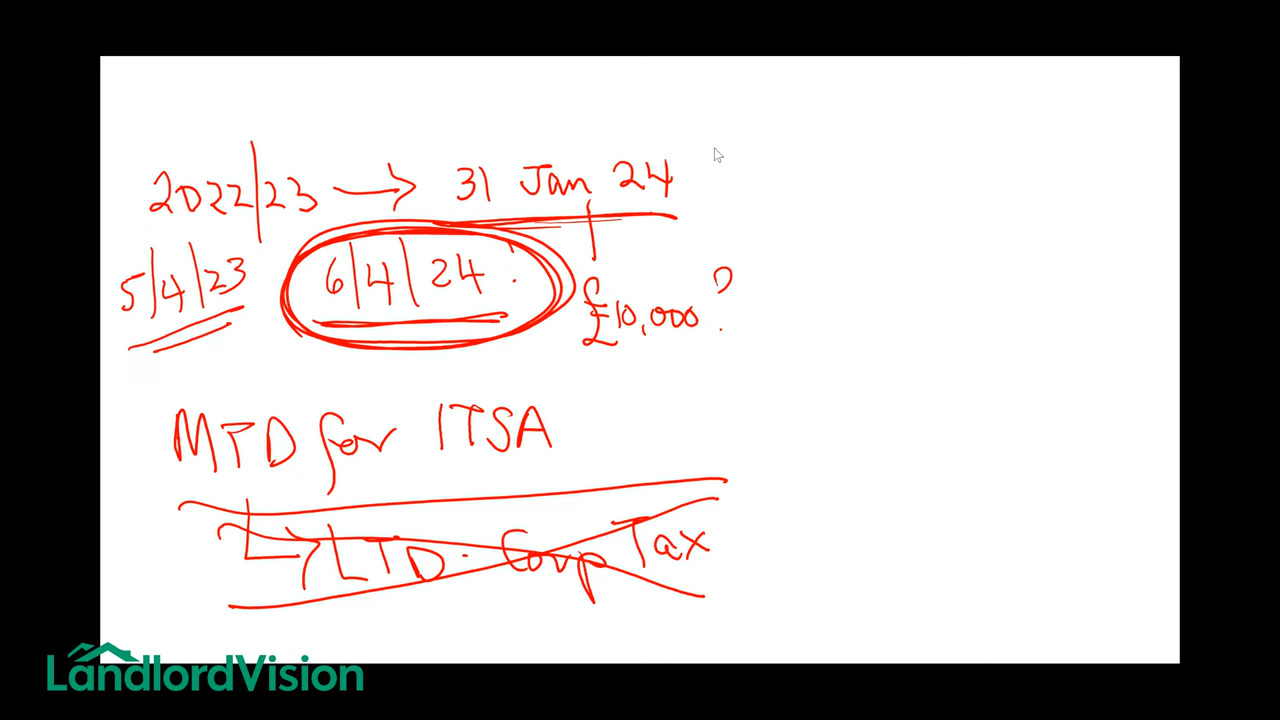 2022/23 → 31 Jan 24
5/4/23 6/4/24
£10,000?
MTD for ITSA
LTD. Corp Tax
LandlordVision